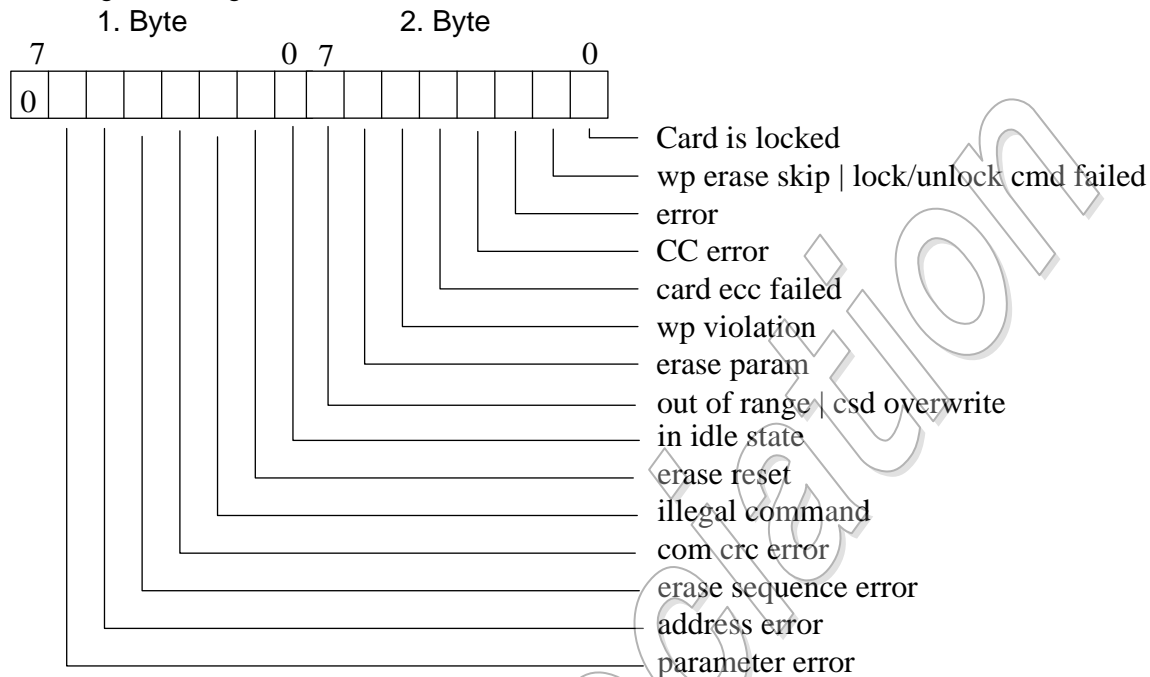 1. Byte 2. Byte
7 0 7 0
0
Card is locked
wp erase skip | lock/unlock cmd failed
error
CC error
card ecc failed
wp violation
erase param
out of range | csd overwrite
in idle state
erase reset
illegal command
com crc error
erase sequence error
address error
parameter error